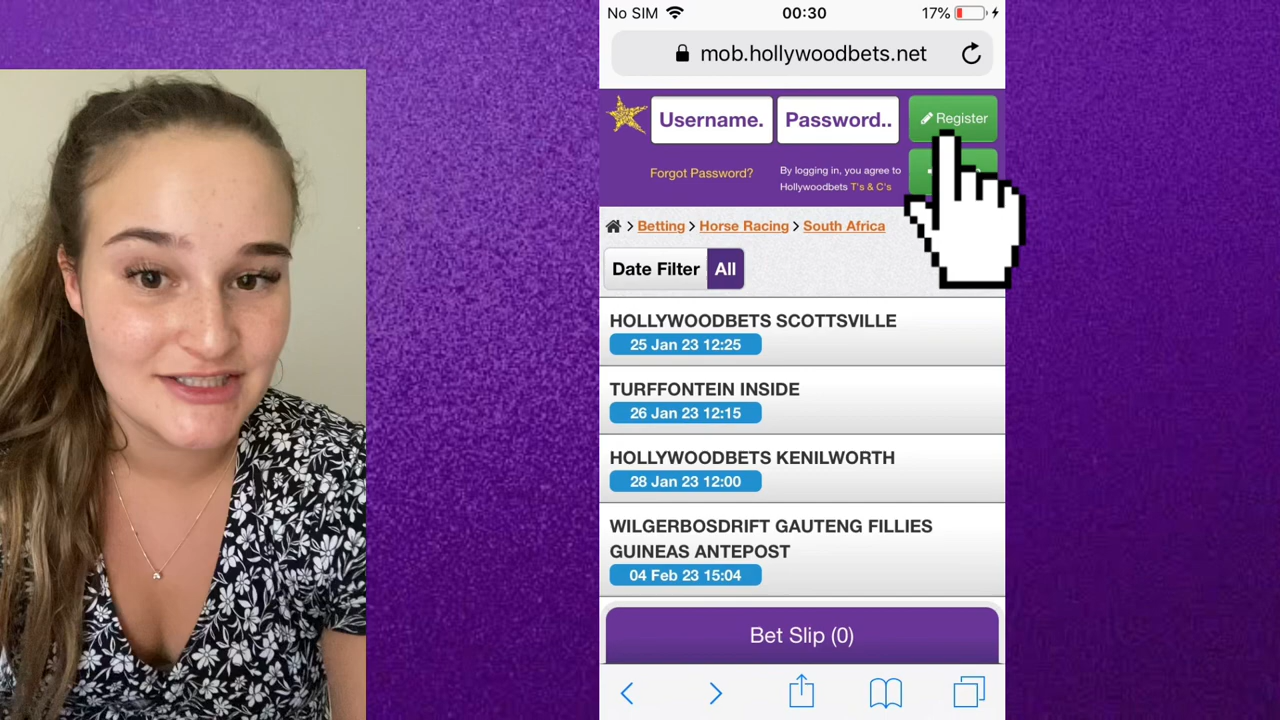 No SIM 00:30 17%
mob.hollywoodbets.net
Username. Password.. Register
Forgot Password? By logging in, you agree to
Hollywoodbets T's & C's
> Betting > Horse Racing > South Africa
Date Filter All
HOLLYWOODBETS SCOTTSVILLE
25 Jan 23 12:25
TURFFONTEIN INSIDE
26 Jan 23 12:15
HOLLYWOODBETS KENILWORTH
28 Jan 23 12:00
WILGERBOSDRIFT GAUTENG FILLIES
GUINEAS ANTEPOST
04 Feb 23 15:04
Bet Slip (0)